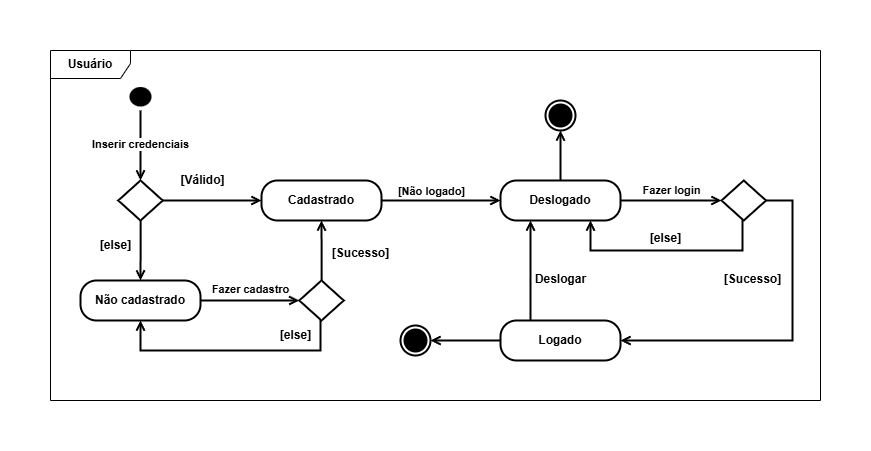 Usuário
Inserir credenciais
[Válido]
Cadastrado
[Não logado]
Deslogado
Fazer login
[else]
[else]
[Sucesso]
[Sucesso]
Deslogar
Não cadastrado
Fazer cadastro
[else]
Logado